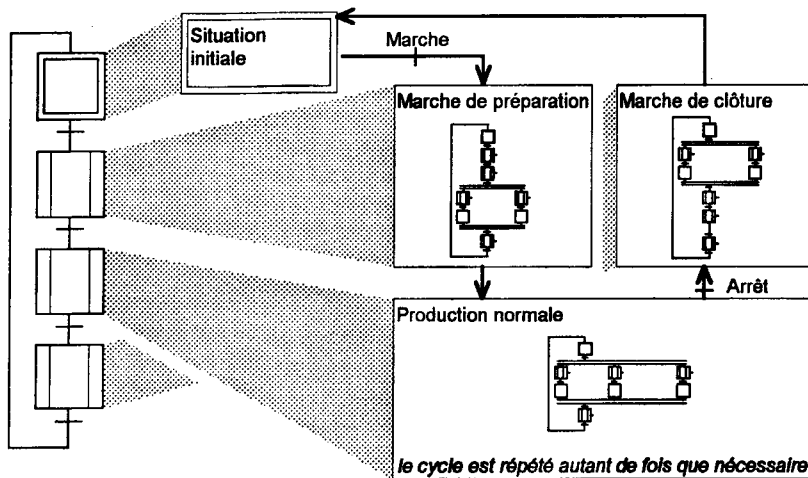 Situation
initiale
Marche
Marche de préparation
Marche de clôture
Arrêt
Production normale
le cycle est répété autant de fois que nécessaire